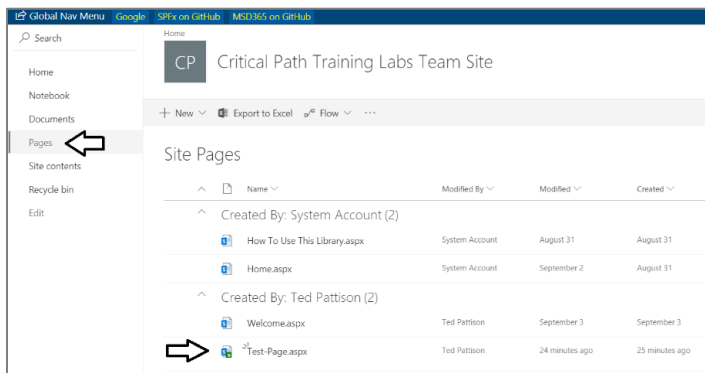 Global Nav Menu Google SPFx on GitHub MSD365 on GitHub
Search
Home
Notebook
Documents
Pages
Site contents
Recycle bin
Edit
Home
CP Critical Path Training Labs Team Site
New Export to Excel Flow ...
Site Pages
Name Modified By Modified Created
Created By: System Account (2)
How To Use This Library.aspx System Account August 31 August 31
Home.aspx System Account September 2 August 31
Created By: Ted Pattison (2)
Welcome.aspx Ted Pattison September 3 September 3
Test-Page.aspx Ted Pattison 24 minutes ago 25 minutes ago